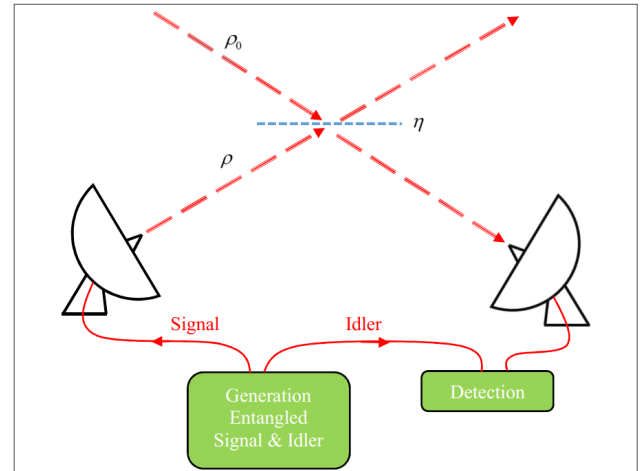 ρ₀
η
ρ
Signal
Idler
Generation
Entangled
Signal & Idler
Detection